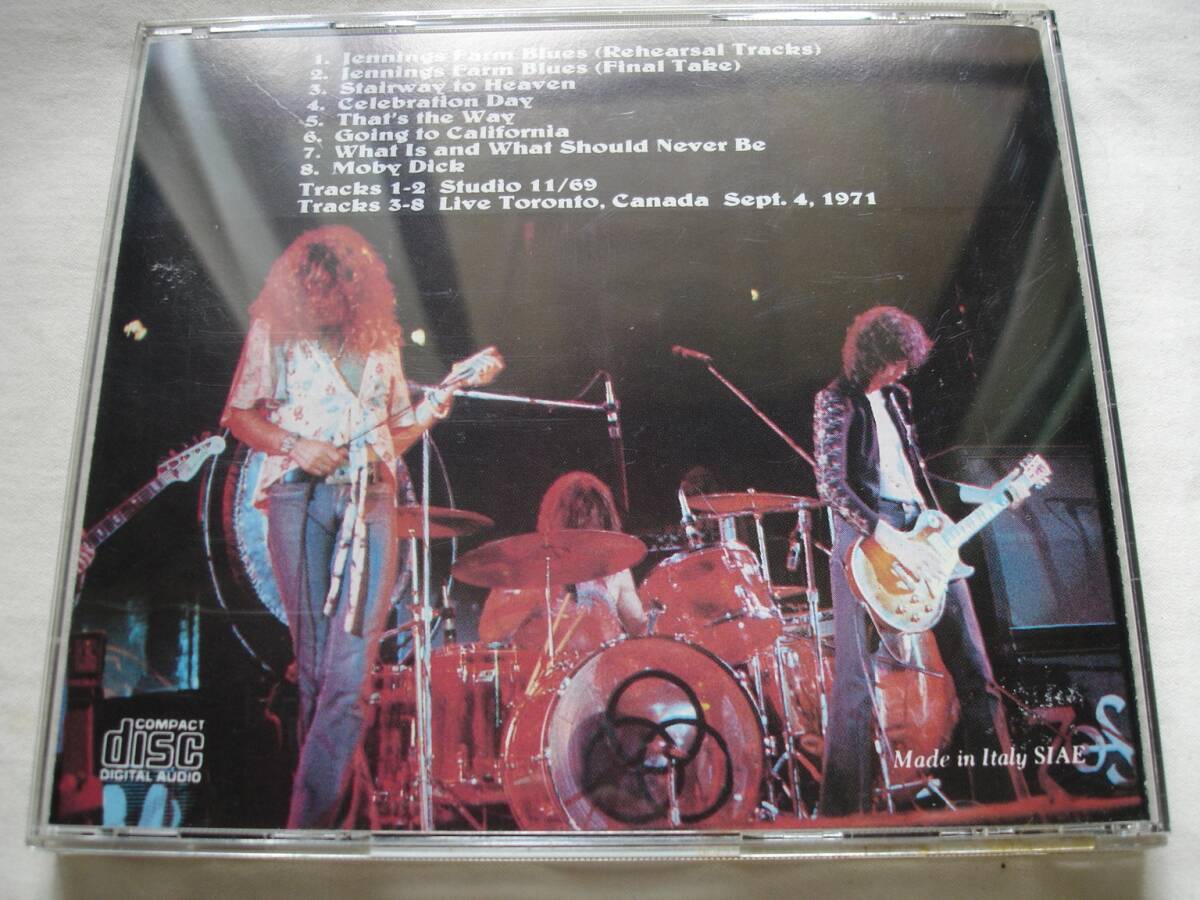 1. Jennings Farm Blues (Rehearsal Tracks)
2. Jennings Farm Blues (Final Take)
3. Stairway to Heaven
4. Celebration Day
5. That's the Way
6. Going to California
7. What Is and What Should Never Be
8. Moby Dick
Tracks 1-2 Studio 11/69
Tracks 3-8 Live Toronto, Canada Sept. 4, 1971
COMPACT
disc
DIGITAL AUDIO
Made in Italy SIAE